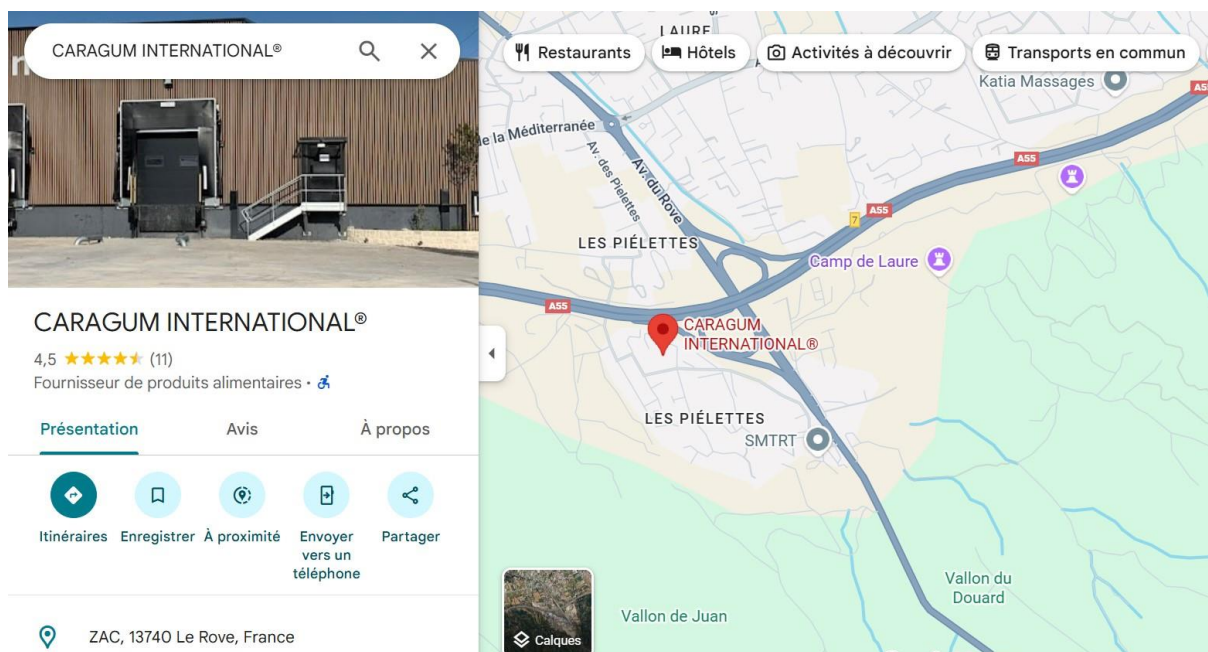 CARAGUM INTERNATIONAL®
CARAGUM INTERNATIONAL®
4,5 (11)
Fournisseur de produits alimentaires ·
Présentation Avis À propos
Itinéraires Enregistrer À proximité Envoyer vers un téléphone Partager
ZAC, 13740 Le Rove, France
Restaurants Hôtels Activités à découvrir Transports en commun
LAURE
Katia Massages
de la Méditerranée
Av. des Pielettes
Av. du Rove
A55
A55
7
LES PIÉLETTES
Camp de Laure
A55
CARAGUM
INTERNATIONAL®
LES PIÉLETTES
SMTRT
Vallon du
Douard
Vallon de Juan
Calques